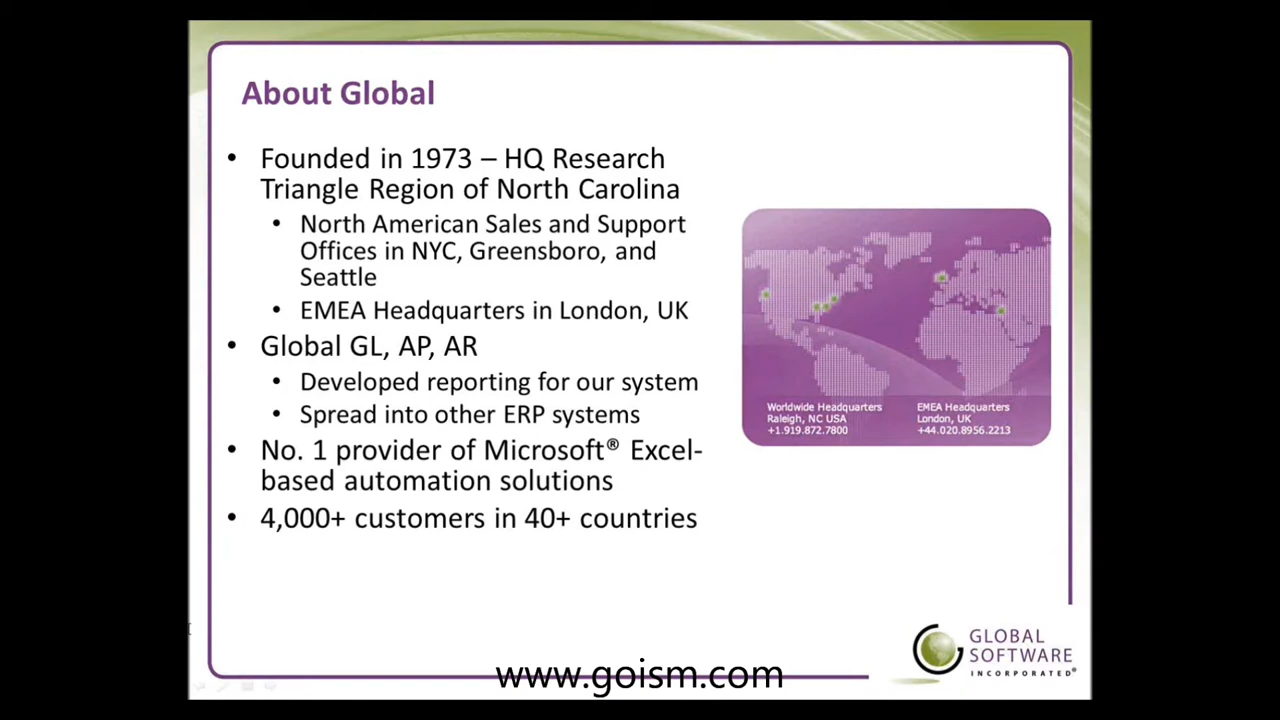 About Global
• Founded in 1973 – HQ Research
Triangle Region of North Carolina
• North American Sales and Support
Offices in NYC, Greensboro, and
Seattle
• EMEA Headquarters in London, UK
• Global GL, AP, AR
• Developed reporting for our system
• Spread into other ERP systems
• No. 1 provider of Microsoft® Excel-
based automation solutions
• 4,000+ customers in 40+ countries
Worldwide Headquarters
Raleigh, NC USA
+1.919.872.7800
EMEA Headquarters
London, UK
+44.020.8956.2213
GLOBAL
SOFTWARE
INCORPORATED®
www.goism.com